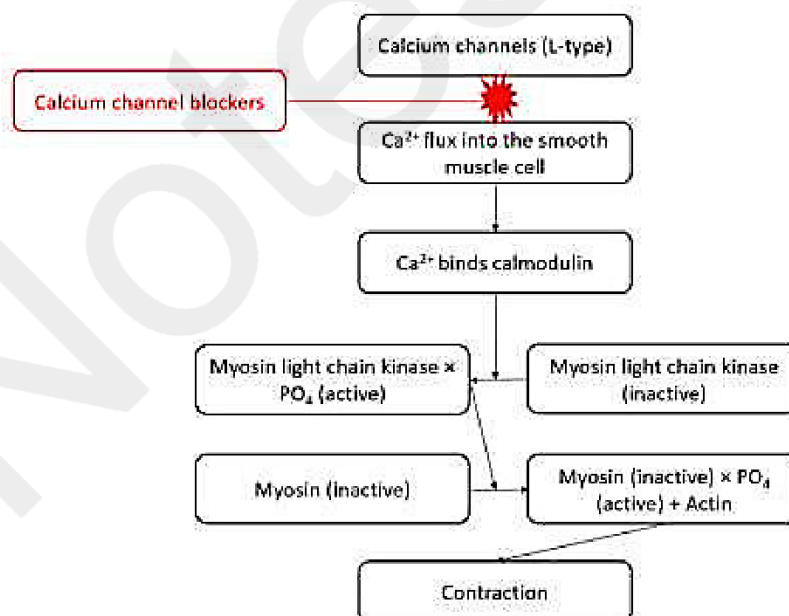 Calcium channels (L-type)
Calcium channel blockers
Ca²⁺ flux into the smooth
muscle cell
Ca²⁺ binds calmodulin
Myosin light chain kinase ×
PO₄ (active)
Myosin light chain kinase
(inactive)
Myosin (inactive)
Myosin (inactive) × PO₄
(active) + Actin
Contraction